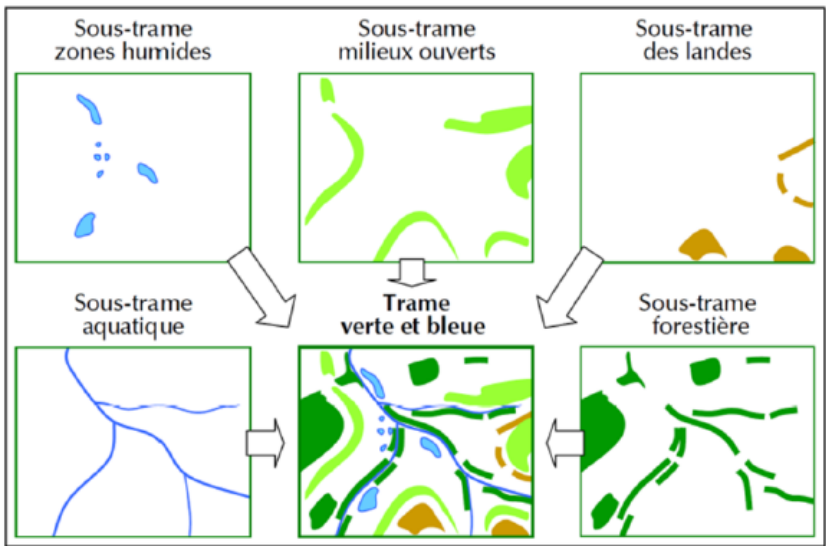 Sous-trame
zones humides
Sous-trame
milieux ouverts
Sous-trame
des landes
Sous-trame
aquatique
Trame
verte et bleue
Sous-trame
forestière